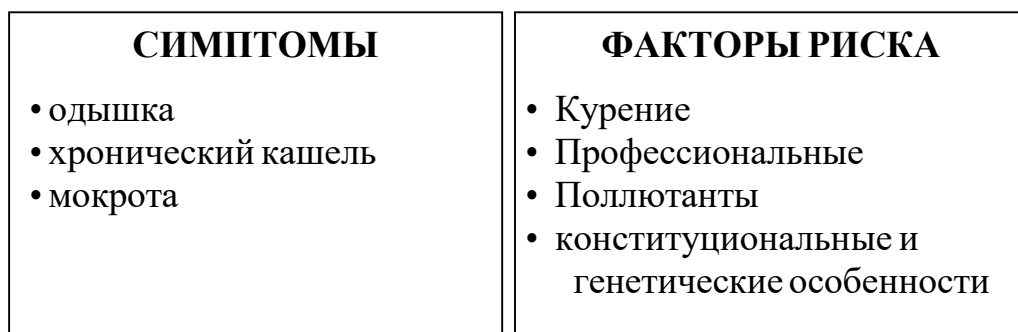 СИМПТОМЫ
• одышка
• хронический кашель
• мокрота
ФАКТОРЫ РИСКА
• Курение
• Профессиональные
• Поллютанты
• конституциональные и
генетические особенности